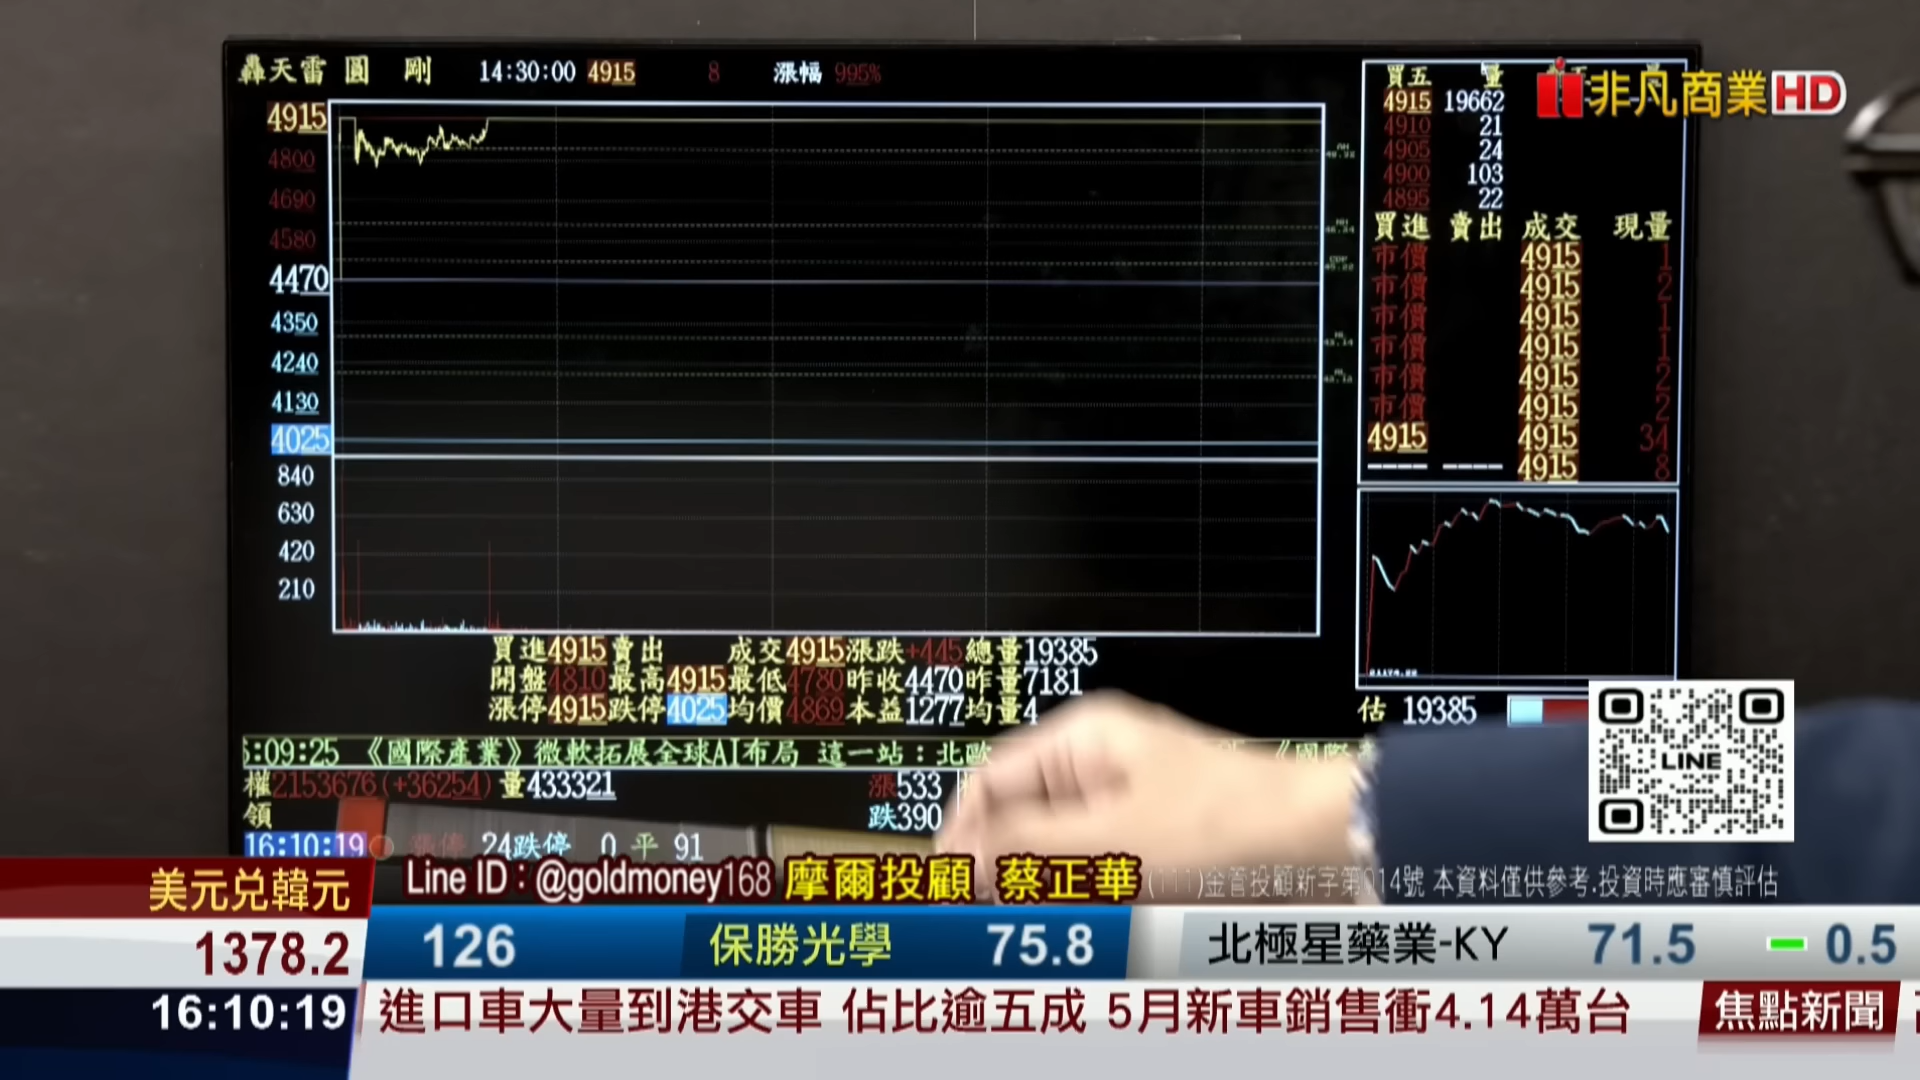 轟天雷 圓 剛 14:30:00 4915 8 漲幅 995%
非凡商業HD
4915
4800
4690
4580
4470
4350
4240
4130
4025
840
630
420
210
買五 量
4915 19662
4910 21
4905 24
4900 103
4895 22
買進 賣出 成交 現量
市價 4915 1
市價 4915 2
市價 4915 1
市價 4915 1
市價 4915 2
市價 4915 2
4915 4915 34
---- ---- 4915 8
買進4915賣出 成交4915漲跌+445總量19385
開盤4810最高4915最低4780昨收4470昨量7181
漲停4915跌停4025均價4869本益1277均量4
估 19385
:09:25 《國際產業》微軟拓展全球AI布局 這一站:北歐 《國際
權2153676(+36254) 量433321 漲533
領 跌390
16:10:19 漲停 24跌停 0 平 91
LINE
Line ID : @goldmoney168 摩爾投顧 蔡正華 (111)金管投顧新字第014號 本資料僅供參考.投資時應審慎評估
美元兌韓元
1378.2
126 保勝光學 75.8 北極星藥業-KY 71.5 – 0.5
16:10:19
進口車大量到港交車 佔比逾五成 5月新車銷售衝4.14萬台 焦點新聞